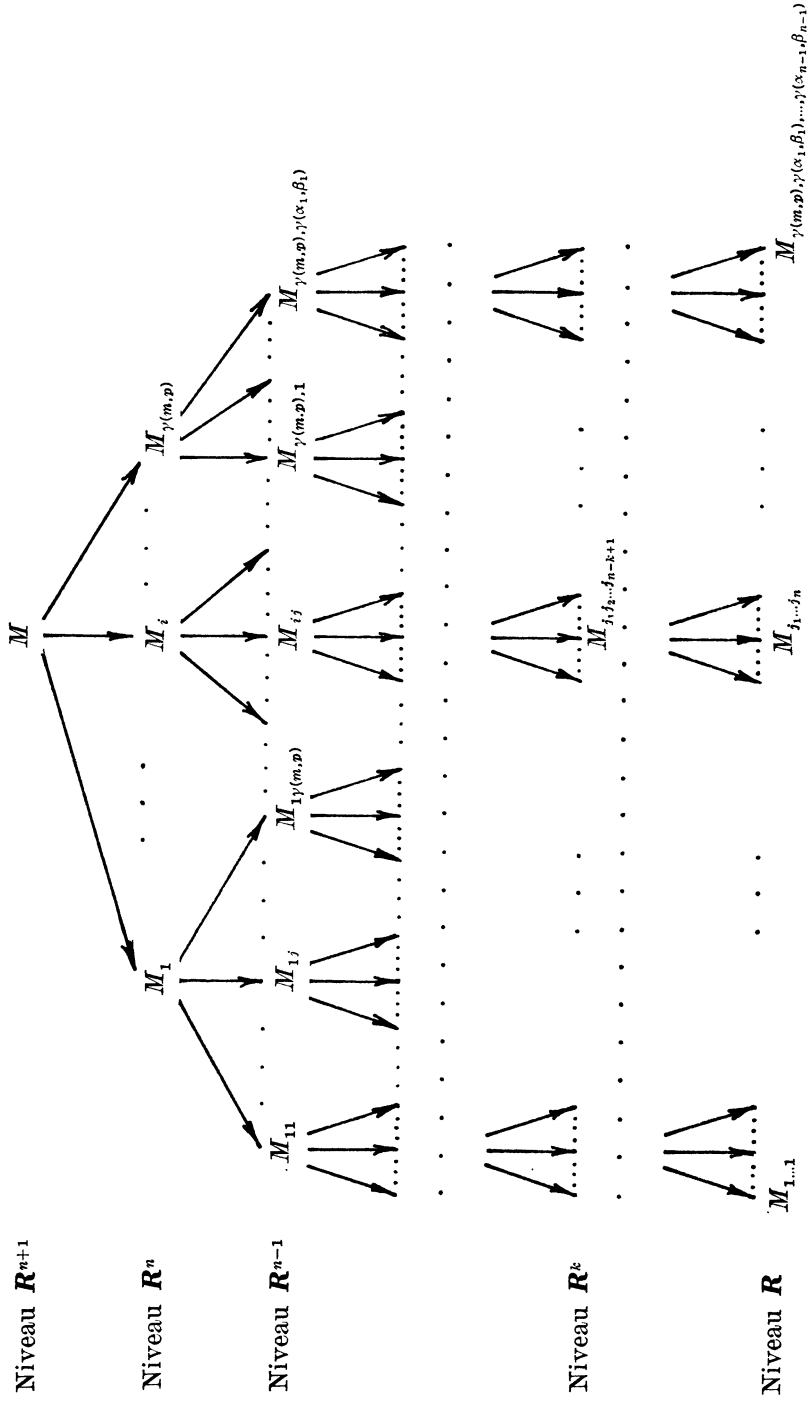 Niveau R^{n+1} M
Niveau R^n M_1 M_i M_{γ(m,p)}
Niveau R^{n-1} M_{11} M_{1j} M_{1γ(m,p)} M_{ij} M_{γ(m,p),1} M_{γ(m,p),γ(α_1,β_1)}
Niveau R^k M_{j_1j_2...j_{n-k+1}}
Niveau R M_{1...1} M_{j_1...j_n} M_{γ(m,p),γ(α_1,β_1),...,γ(α_{n-1},β_{n-1})}